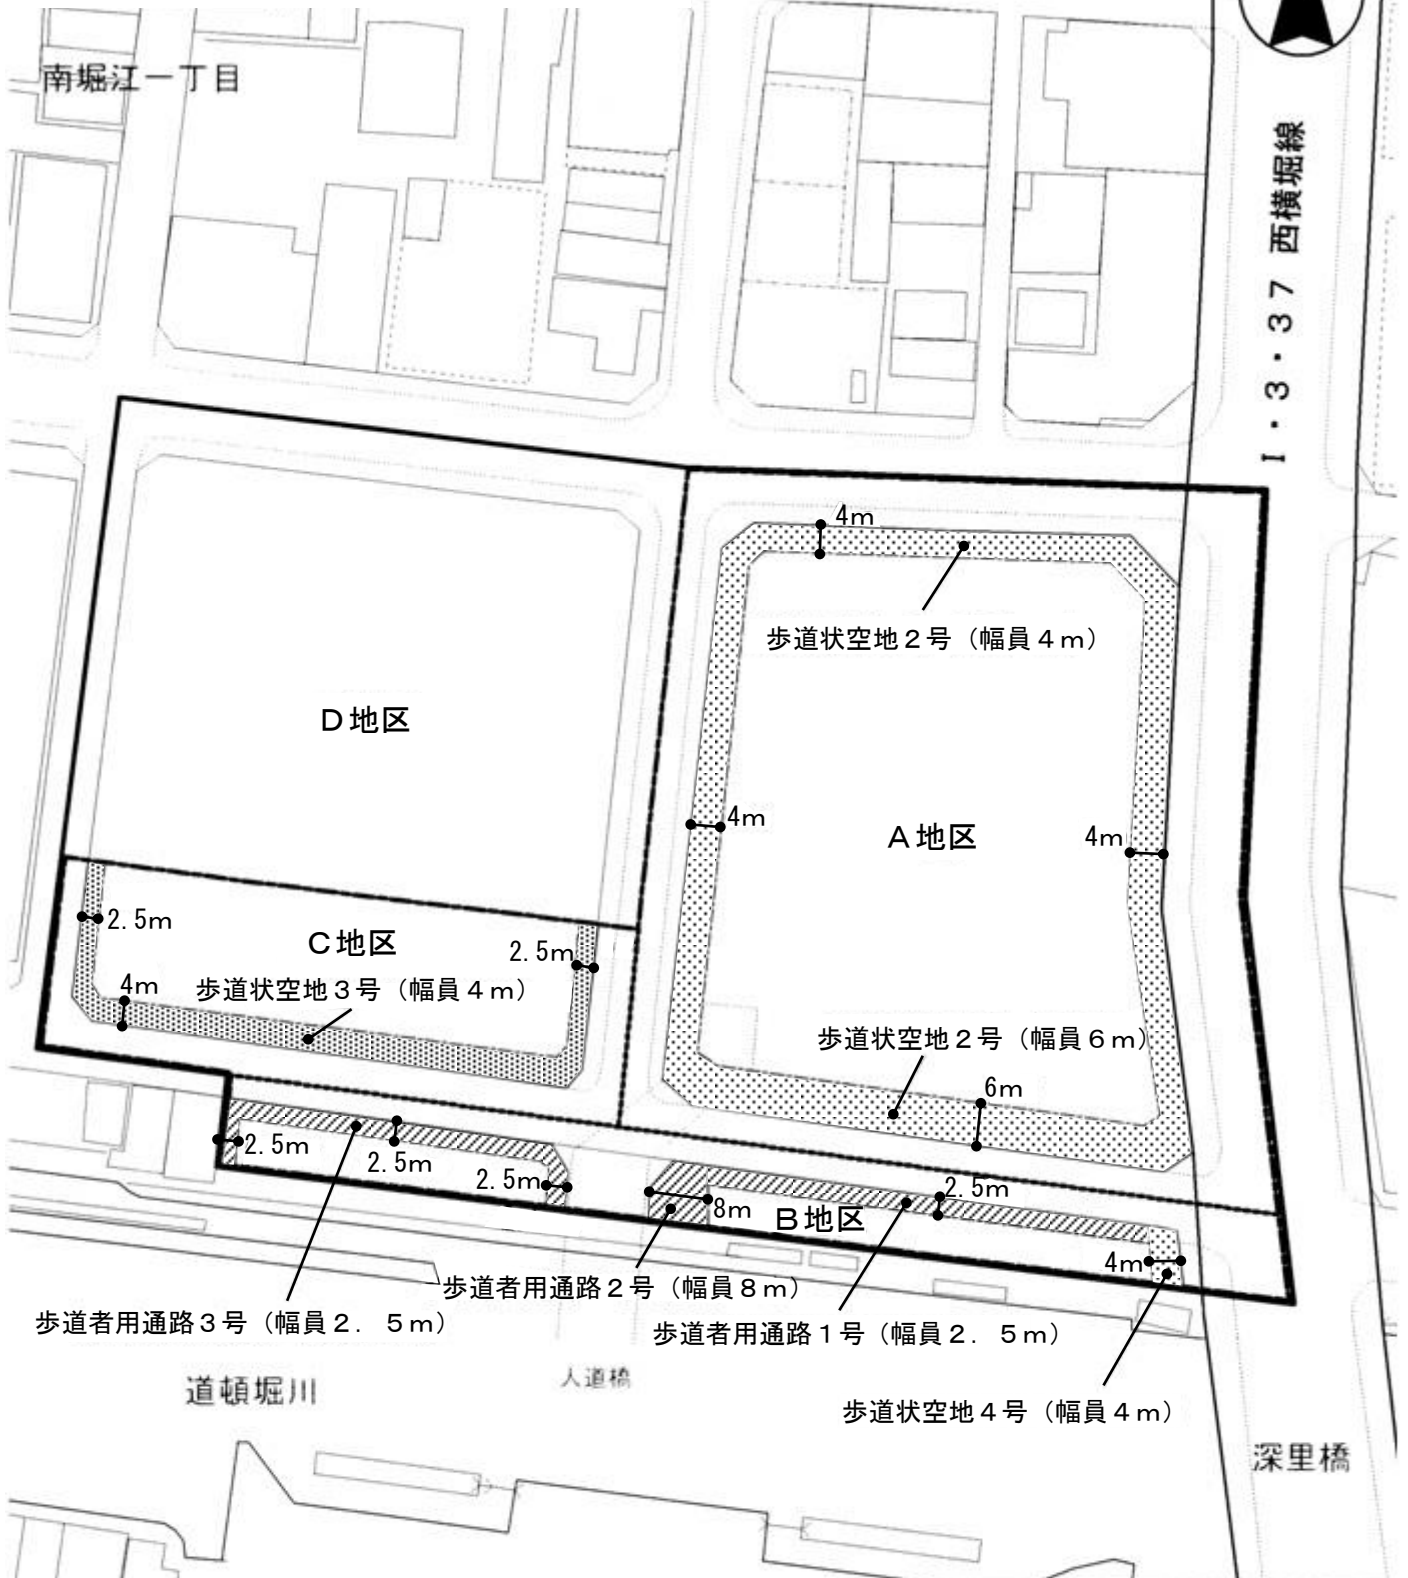 南堀江一丁目
Ｉ・３・３７ 西横堀線
4m
歩道状空地２号（幅員４ｍ）
Ｄ地区
4m
Ａ地区
4m
2.5m
Ｃ地区
2.5m
4m
歩道状空地３号（幅員４ｍ）
歩道状空地２号（幅員６ｍ）
6m
2.5m
2.5m
2.5m
2.5m
8m
Ｂ地区
4m
歩道者用通路２号（幅員８ｍ）
歩道者用通路３号（幅員２．５ｍ）
歩道者用通路１号（幅員２．５ｍ）
道頓堀川
人道橋
歩道状空地４号（幅員４ｍ）
深里橋